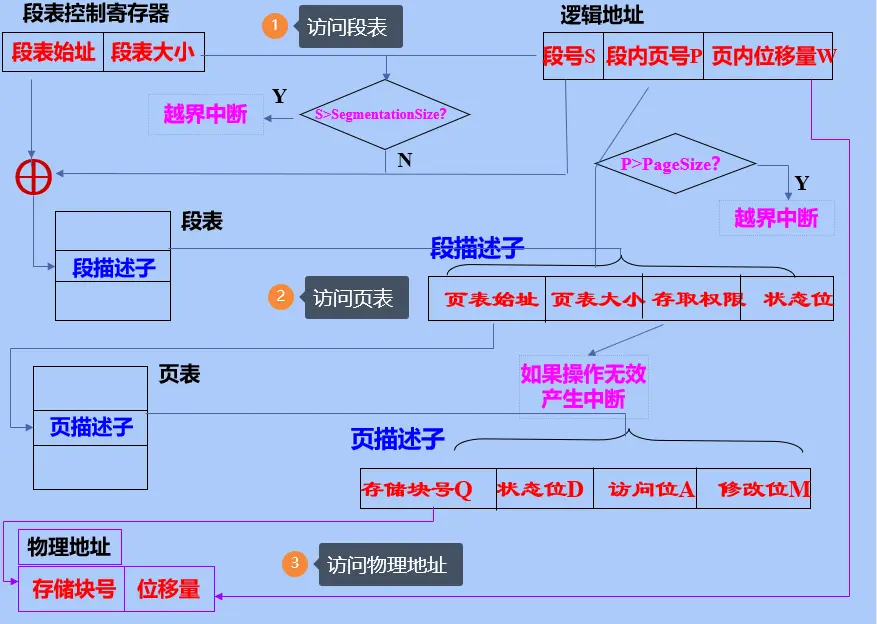 段表控制寄存器
1
访问段表
逻辑地址
段表始址 段表大小
段号S 段内页号P 页内位移量W
越界中断
Y
S>SegmentationSize?
N
P>PageSize?
Y
越界中断
段表
段描述子
段描述子
2
访问页表
页表始址 页表大小 存取权限 状态位
页表
如果操作无效
产生中断
页描述子
页描述子
存储块号Q 状态位D 访问位A 修改位M
物理地址
3
访问物理地址
存储块号 位移量